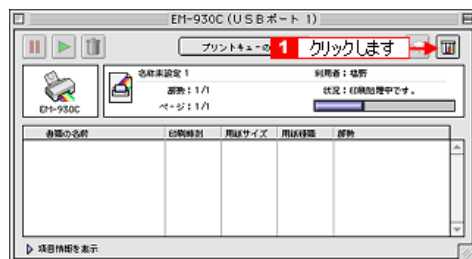 EM-930C (USBポート 1)
プリントキューの
1 クリックします
名称未設定 1
利用者：塩野
部数：1/1
状況：印刷処理中です。
ページ：1/1
EM-930C
書類の名前 印刷時刻 用紙サイズ 用紙種類 部数
項目情報を表示